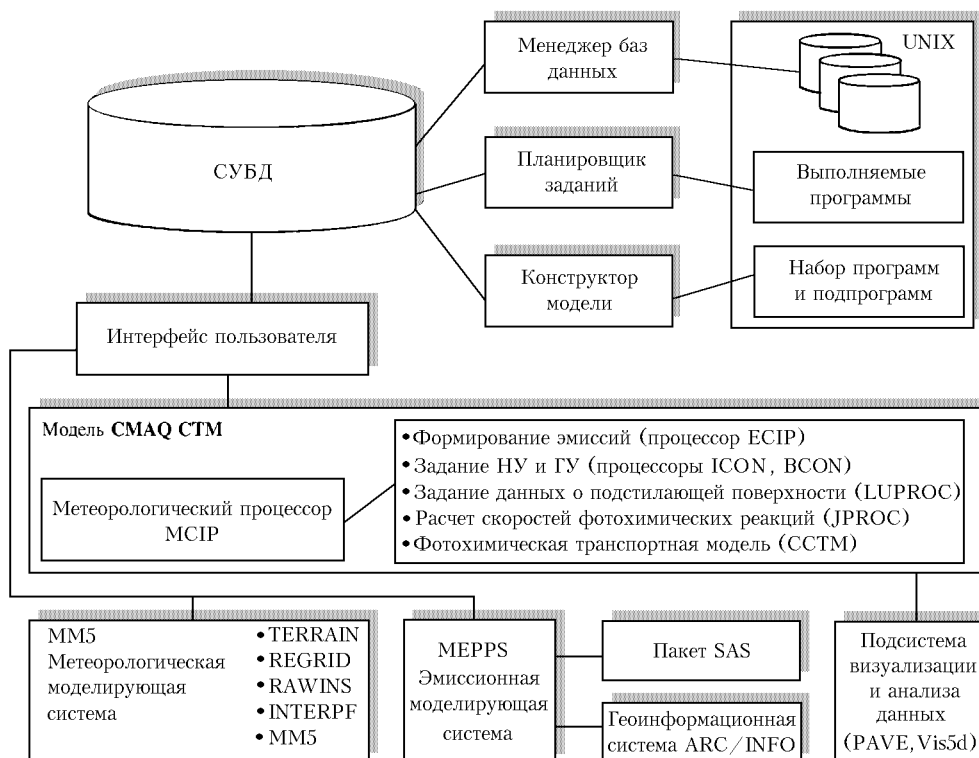 Менеджер баз
данных
UNIX
СУБД
Планировщик
заданий
Выполняемые
программы
Конструктор
модели
Набор программ
и подпрограмм
Интерфейс пользователя
Модель CMAQ CTM
Метеорологический процессор
MCIP
•Формирование эмиссий (процессор ECIP)
•Задание НУ и ГУ (процессоры ICON, BCON)
•Задание данных о подстилающей поверхности (LUPROC)
•Расчет скоростей фотохимических реакций (JPROC)
•Фотохимическая транспортная модель (CCTM)
MM5
Метеорологическая
моделирующая
система
•TERRAIN
•REGRID
•RAWINS
•INTERPF
•MM5
MEPPS
Эмиссионная
моделирующая
система
Пакет SAS
Геоинформационная
система ARC/INFO
Подсистема
визуализации
и анализа
данных
(PAVE,Vis5d)